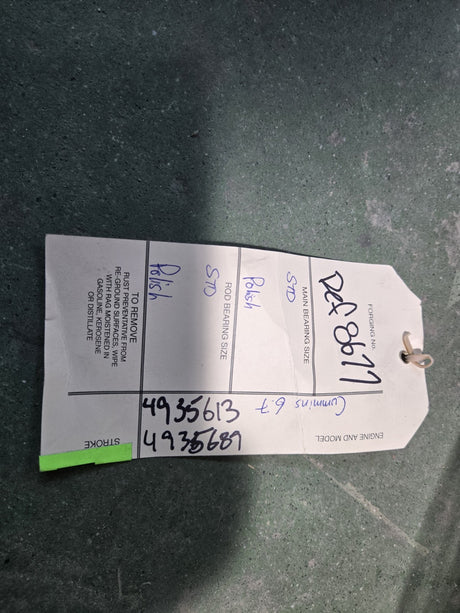 FORGING NO.
8677
ENGINE AND MODEL
Cummins 6.7
MAIN BEARING SIZE
STD
Polish
ROD BEARING SIZE
STD
Polish
4935613
4935689
TO REMOVE
RUST PREVENTATIVE FROM
RE-GROUND SURFACES, WIPE
WITH RAG MOISTENED IN
GASOLINE, KEROSENE
OR DISTILLATE
STROKE